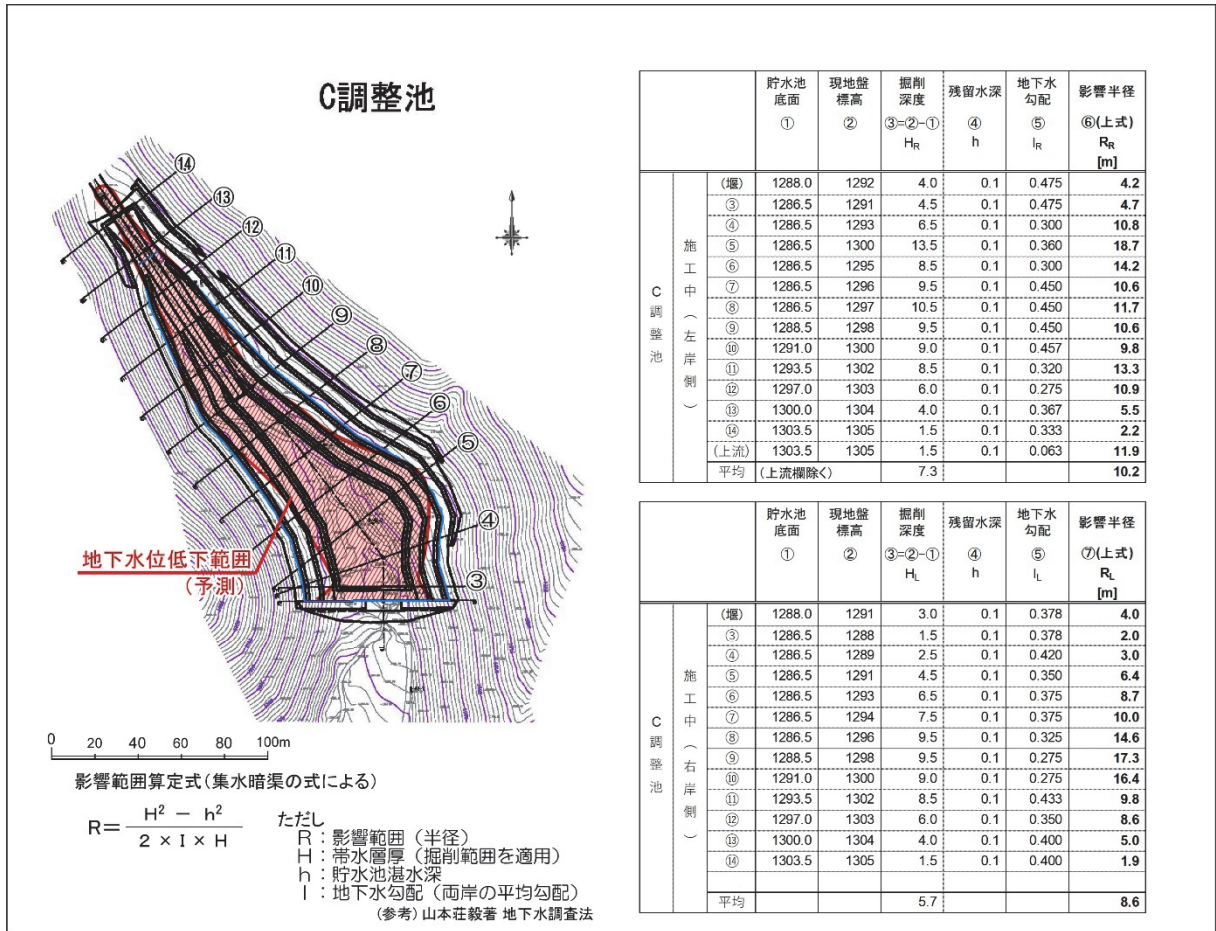 C調整池
⑭
⑬
⑫
⑪
⑩
⑨
⑧
⑦
⑥
⑤
④
③
地下水位低下範囲
(予測)
0 20 40 60 80 100m
影響範囲算定式(集水暗渠の式による)
R= H² − h² / 2 × I × H
ただし
R：影響範囲（半径）
H：帯水層厚（掘削範囲を適用）
h：貯水池湛水深
I：地下水勾配（両岸の平均勾配）
(参考) 山本荘毅著 地下水調査法
貯水池底面 現地盤標高 掘削深度 残留水深 地下水勾配 影響半径
① ② ③=②-① ④ ⑤ ⑥(上式)
HR h IR RR
[m]
C調整池 施工中（左岸側）
(堰) 1288.0 1292 4.0 0.1 0.475 4.2
③ 1286.5 1291 4.5 0.1 0.475 4.7
④ 1286.5 1293 6.5 0.1 0.300 10.8
⑤ 1286.5 1300 13.5 0.1 0.360 18.7
⑥ 1286.5 1295 8.5 0.1 0.300 14.2
⑦ 1286.5 1296 9.5 0.1 0.450 10.6
⑧ 1286.5 1297 10.5 0.1 0.450 11.7
⑨ 1288.5 1298 9.5 0.1 0.450 10.6
⑩ 1291.0 1300 9.0 0.1 0.457 9.8
⑪ 1293.5 1302 8.5 0.1 0.320 13.3
⑫ 1297.0 1303 6.0 0.1 0.275 10.9
⑬ 1300.0 1304 4.0 0.1 0.367 5.5
⑭ 1303.5 1305 1.5 0.1 0.333 2.2
(上流) 1303.5 1305 1.5 0.1 0.063 11.9
平均 (上流欄除く) 7.3 10.2
貯水池底面 現地盤標高 掘削深度 残留水深 地下水勾配 影響半径
① ② ③=②-① ④ ⑤ ⑦(上式)
HL h IL RL
[m]
C調整池 施工中（右岸側）
(堰) 1288.0 1291 3.0 0.1 0.378 4.0
③ 1286.5 1288 1.5 0.1 0.378 2.0
④ 1286.5 1289 2.5 0.1 0.420 3.0
⑤ 1286.5 1291 4.5 0.1 0.350 6.4
⑥ 1286.5 1293 6.5 0.1 0.375 8.7
⑦ 1286.5 1294 7.5 0.1 0.375 10.0
⑧ 1286.5 1296 9.5 0.1 0.325 14.6
⑨ 1288.5 1298 9.5 0.1 0.275 17.3
⑩ 1291.0 1300 9.0 0.1 0.275 16.4
⑪ 1293.5 1302 8.5 0.1 0.433 9.8
⑫ 1297.0 1303 6.0 0.1 0.350 8.6
⑬ 1300.0 1304 4.0 0.1 0.400 5.0
⑭ 1303.5 1305 1.5 0.1 0.400 1.9
平均 5.7 8.6